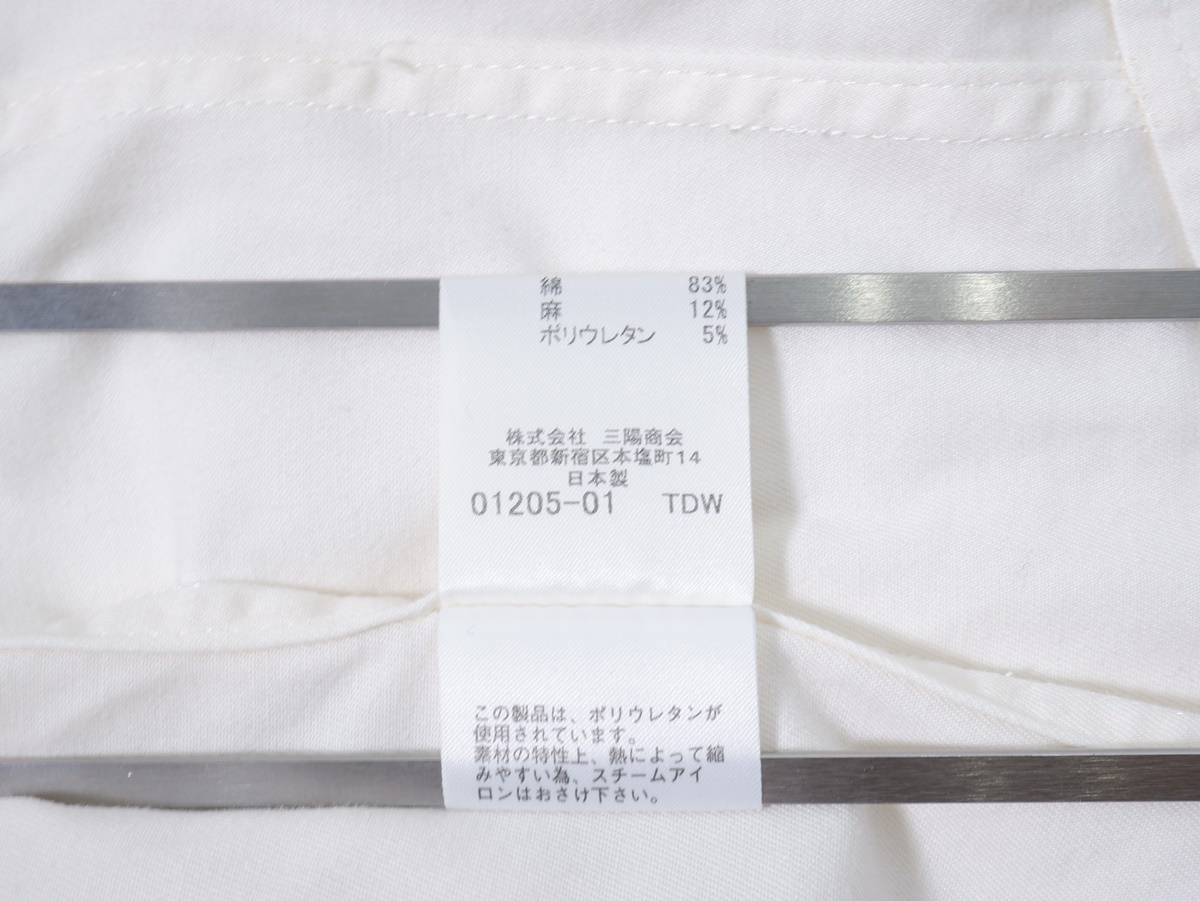 綿 83%
麻 12%
ポリウレタン 5%
株式会社 三陽商会
東京都新宿区本塩町14
日本製
01205-01 TDW
この製品は、ポリウレタンが
使用されています。
素材の特性上、熱によって縮
みやすい為、スチームアイ
ロンはおさけ下さい。